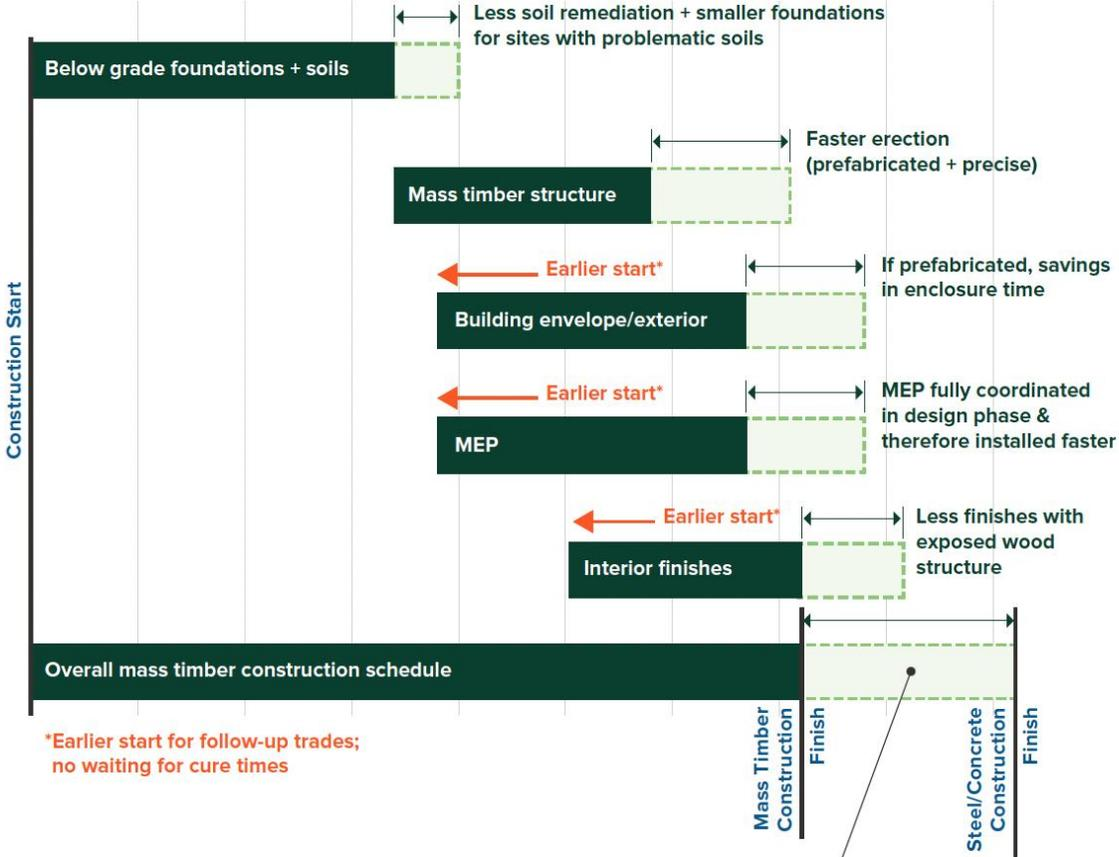 Less soil remediation + smaller foundations
for sites with problematic soils
Below grade foundations + soils
Faster erection
(prefabricated + precise)
Mass timber structure
Earlier start*
If prefabricated, savings
in enclosure time
Building envelope/exterior
Construction Start
Earlier start*
MEP fully coordinated
in design phase &
therefore installed faster
MEP
Earlier start*
Less finishes with
exposed wood
structure
Interior finishes
Overall mass timber construction schedule
*Earlier start for follow-up trades;
no waiting for cure times
Mass Timber
Construction
Finish
Steel/Concrete
Construction
Finish